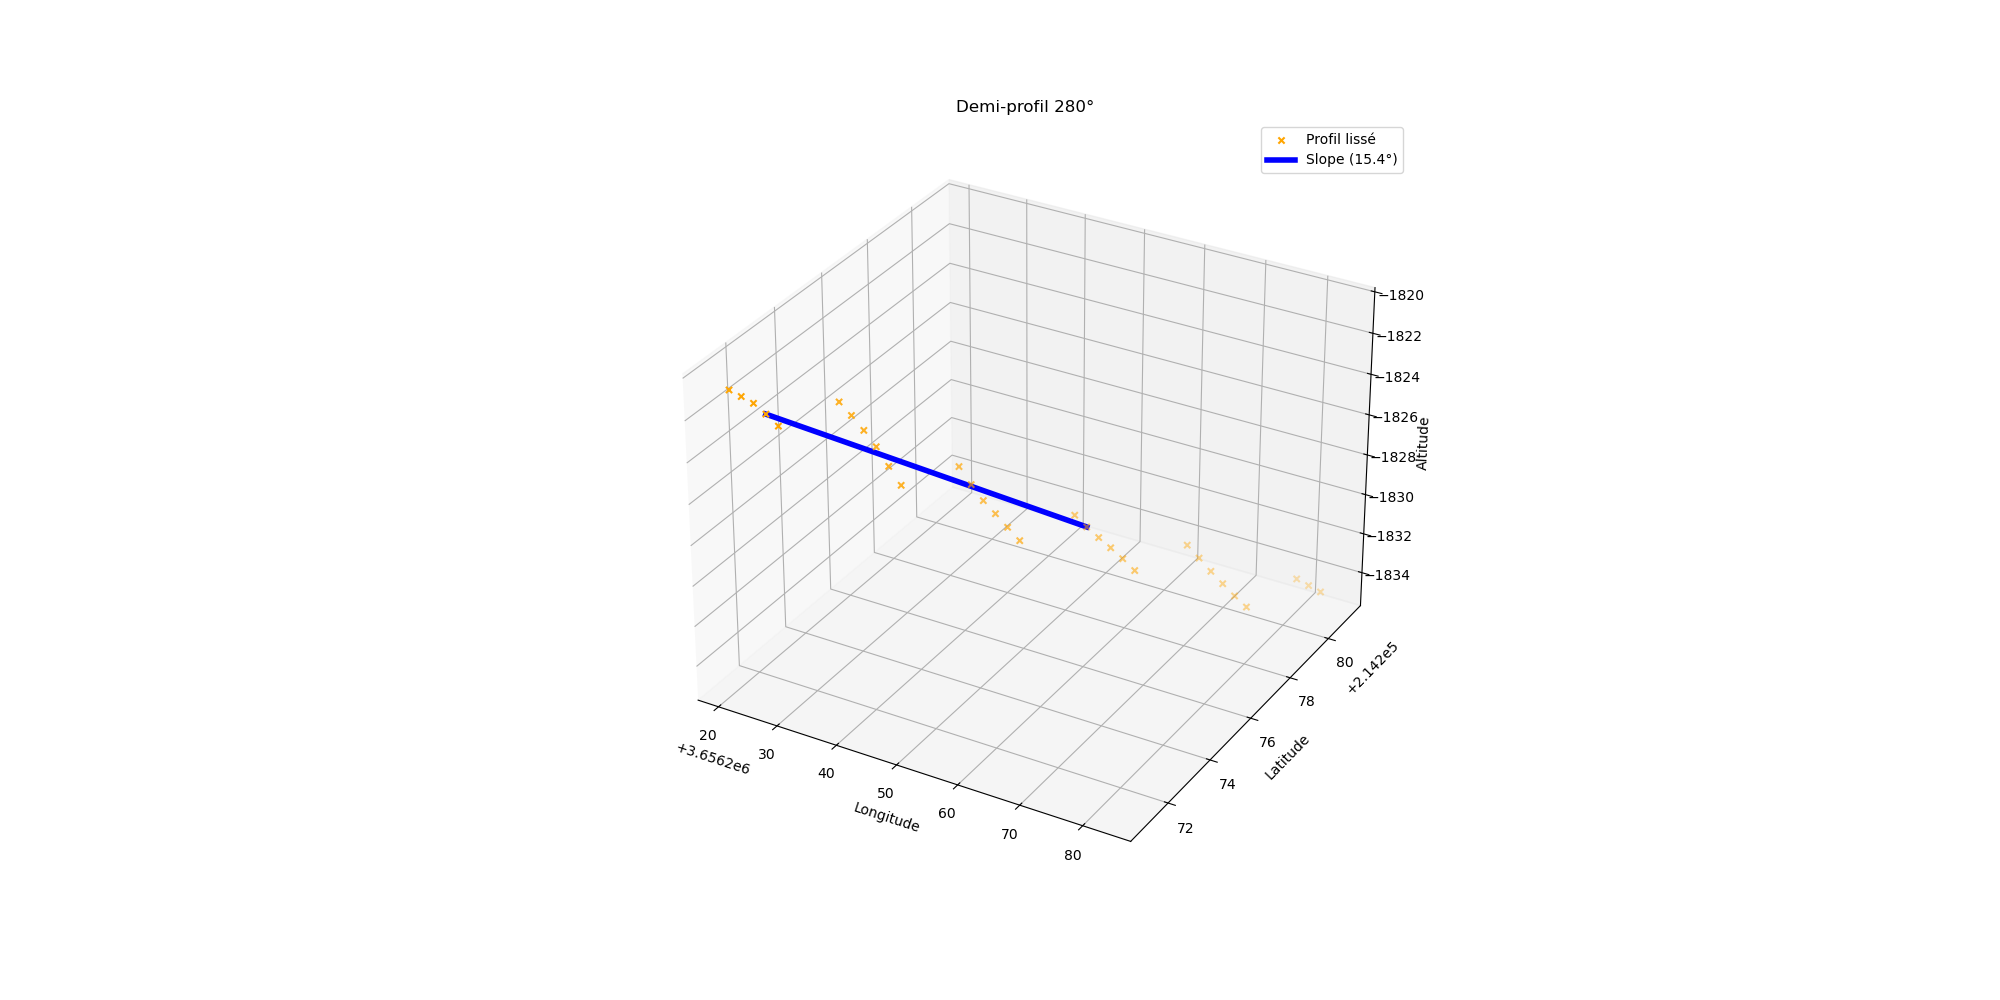 Demi-profil 280°
Profil lissé
Slope (15.4°)
−1820
−1822
−1824
−1826
−1828
−1830
−1832
−1834
Altitude
80
78
76
74
72
+2.142e5
Latitude
20
30
40
50
60
70
80
+3.6562e6
Longitude